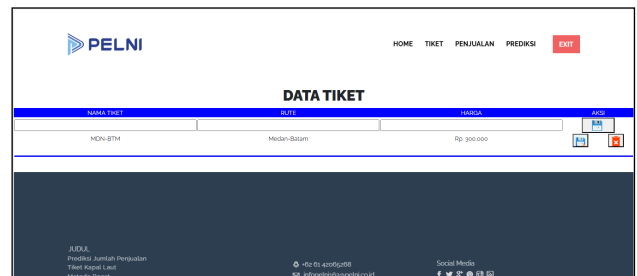 PELNI
HOME TIKET PENJUALAN PREDIKSI EXIT
DATA TIKET
NAMA TIKET RUTE HARGA AKSI
MDN-BTM Medan-Batam Rp. 300.000
JUDUL
Prediksi Jumlah Penjualan
Tiket Kapal Laut
+62 61 42065268
Social Media